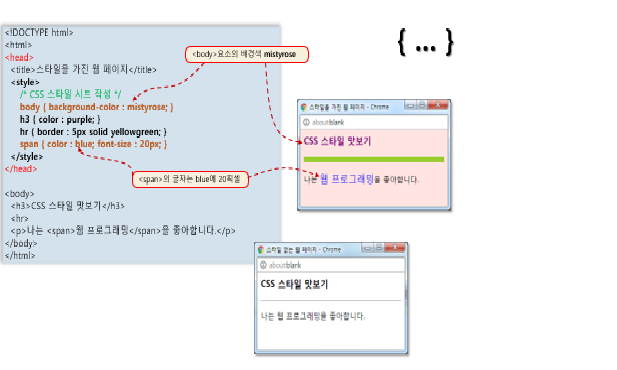 <!DOCTYPE html>
<html>
<head>
<title>스타일을 가진 웹 페이지</title>
<style>
/* CSS 스타일 시트 작성 */
body { background-color : mistyrose; }
h3 { color : purple; }
hr { border : 5px solid yellowgreen; }
span { color : blue; font-size : 20px; }
</style>
</head>
<body>
<h3>CSS 스타일 맛보기</h3>
<hr>
<p>나는 <span>웹 프로그래밍</span>을 좋아합니다.</p>
</body>
</html>
<body>요소의 배경색 mistyrose
<span>의 글자는 blue에 20픽셀
{ ... }
스타일을 가진 웹 페이지 - Chrome
about:blank
CSS 스타일 맛보기
나는 웹 프로그래밍을 좋아합니다.
스타일 없는 웹 페이지 - Chrome
about:blank
CSS 스타일 맛보기
나는 웹 프로그래밍을 좋아합니다.